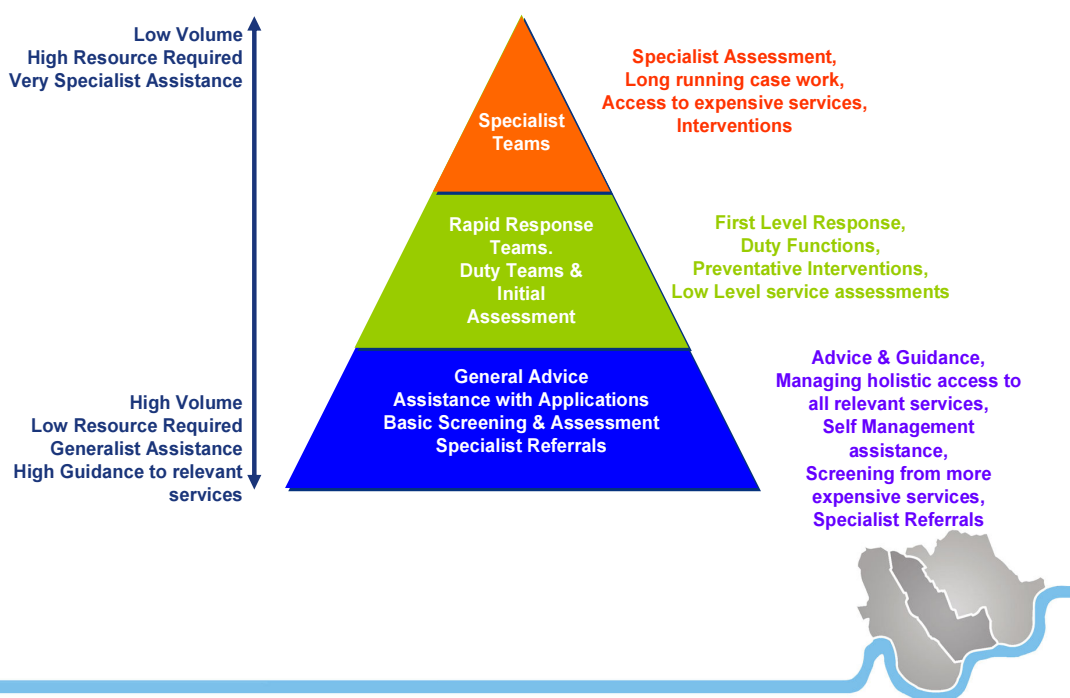 Low Volume
High Resource Required
Very Specialist Assistance
Specialist Assessment,
Long running case work,
Access to expensive services,
Interventions
Specialist
Teams
Rapid Response
Teams.
Duty Teams &
Initial
Assessment
First Level Response,
Duty Functions,
Preventative Interventions,
Low Level service assessments
High Volume
Low Resource Required
Generalist Assistance
High Guidance to relevant
services
General Advice
Assistance with Applications
Basic Screening & Assessment
Specialist Referrals
Advice & Guidance,
Managing holistic access to
all relevant services,
Self Management
assistance,
Screening from more
expensive services,
Specialist Referrals